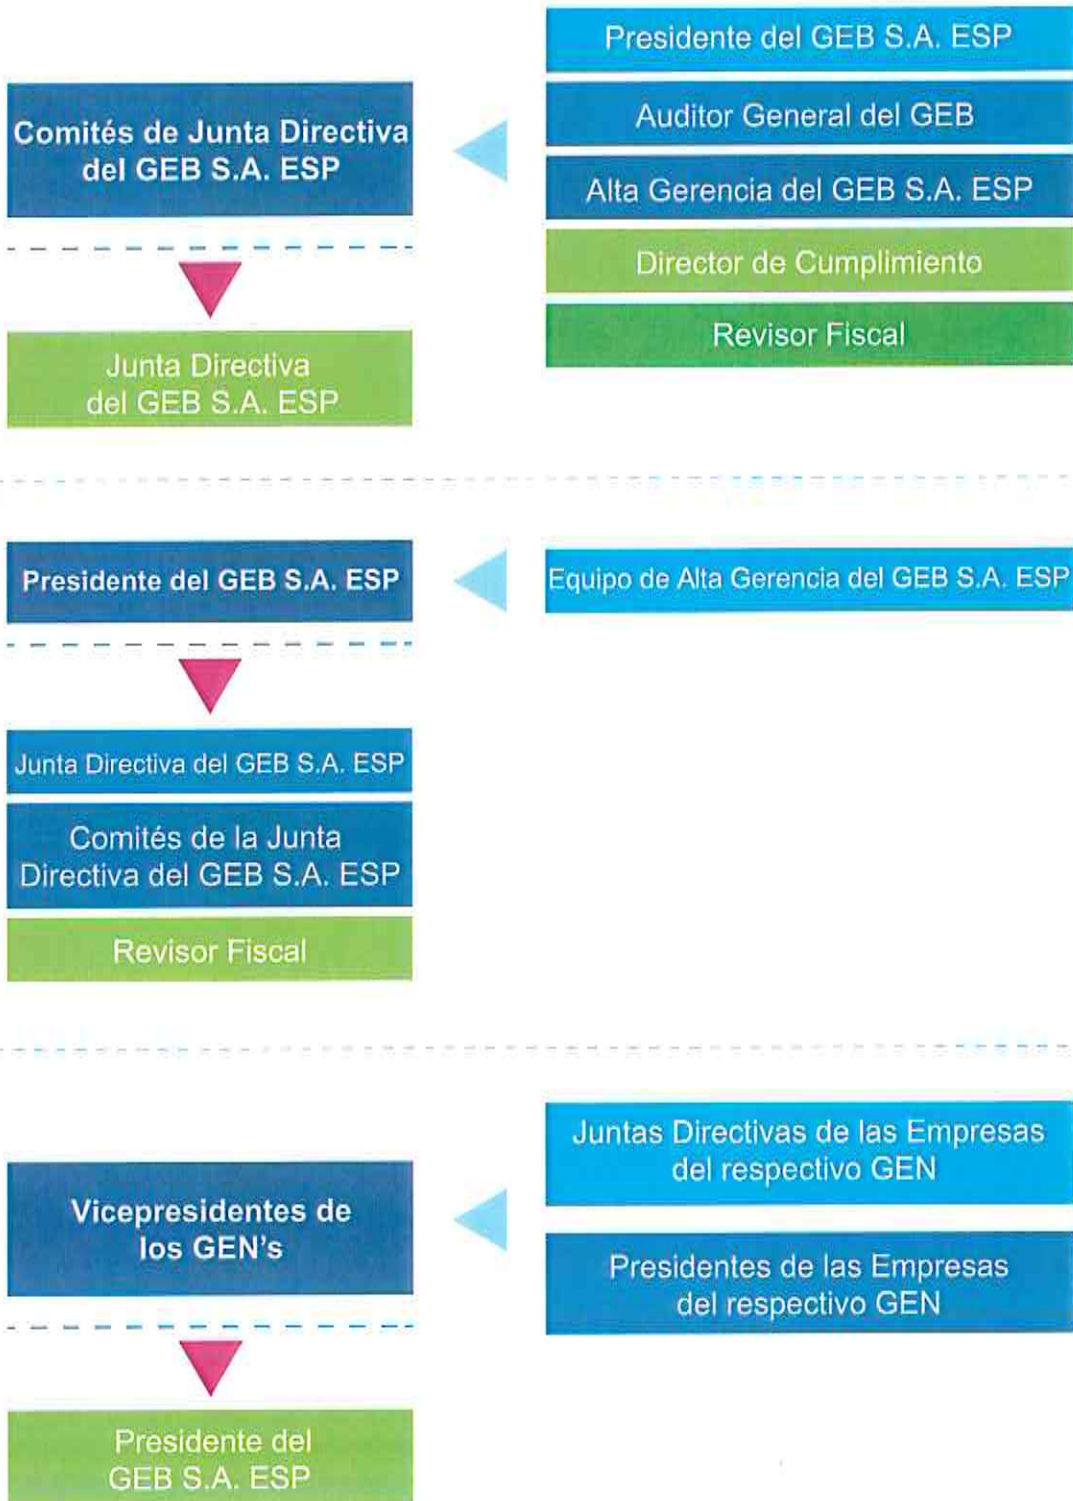 Comités de Junta Directiva
del GEB S.A. ESP
Presidente del GEB S.A. ESP
Auditor General del GEB
Alta Gerencia del GEB S.A. ESP
Director de Cumplimiento
Revisor Fiscal
Junta Directiva
del GEB S.A. ESP
Presidente del GEB S.A. ESP
Equipo de Alta Gerencia del GEB S.A. ESP
Junta Directiva del GEB S.A. ESP
Comités de la Junta
Directiva del GEB S.A. ESP
Revisor Fiscal
Vicepresidentes de
los GEN's
Juntas Directivas de las Empresas
del respectivo GEN
Presidentes de las Empresas
del respectivo GEN
Presidente del
GEB S.A. ESP